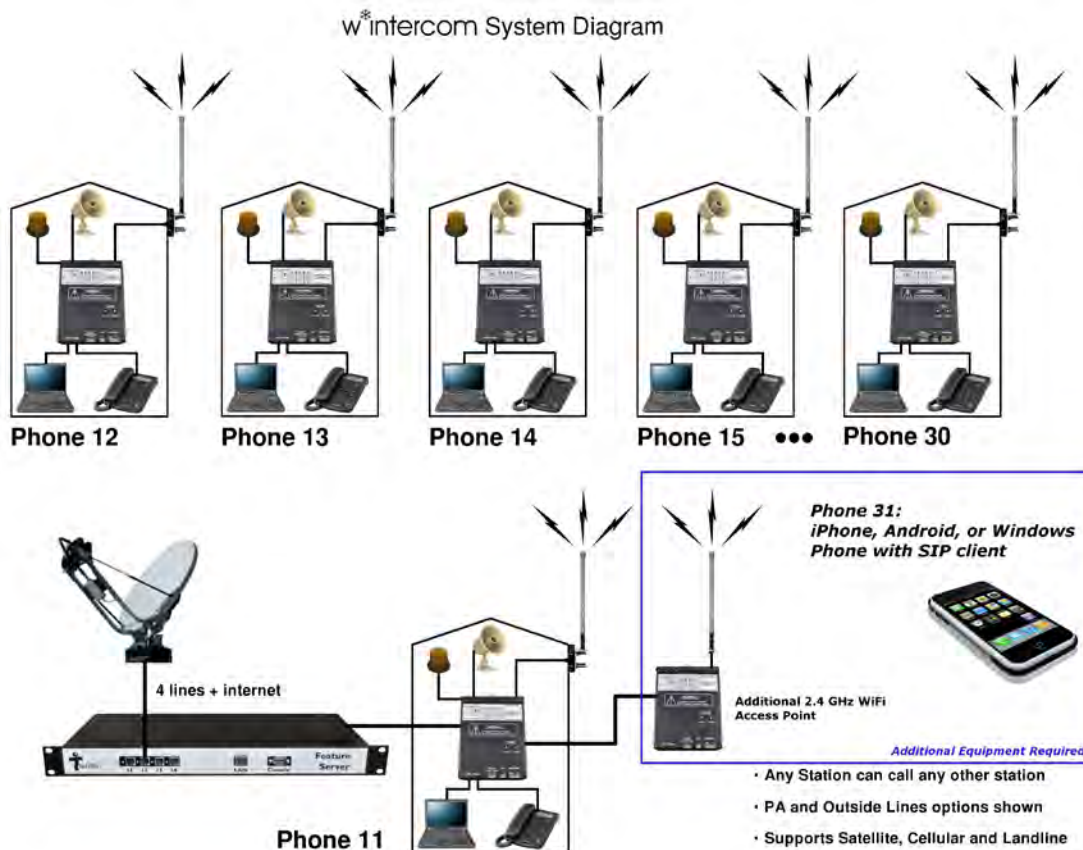 w*intercom System Diagram
Phone 12
Phone 13
Phone 14
Phone 15 •••
Phone 30
Phone 31:
iPhone, Android, or Windows
Phone with SIP client
4 lines + internet
Additional 2.4 GHz WiFi
Access Point
Feature
Server
Additional Equipment Required
· Any Station can call any other station
· PA and Outside Lines options shown
· Supports Satellite, Cellular and Landline
Phone 11